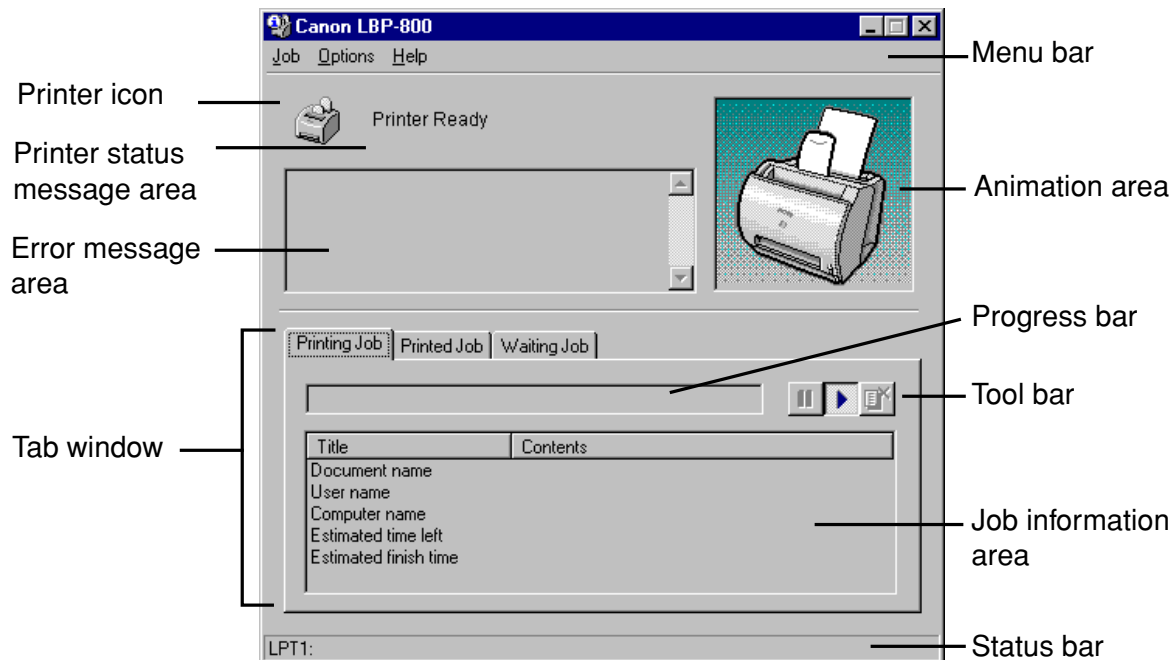 Canon LBP-800
Job Options Help
Menu bar
Printer icon
Printer Ready
Printer status
message area
Animation area
Error message
area
Progress bar
Printing Job Printed Job Waiting Job
Tool bar
Tab window
Title Contents
Document name
User name
Computer name
Estimated time left
Estimated finish time
Job information
area
LPT1:
Status bar